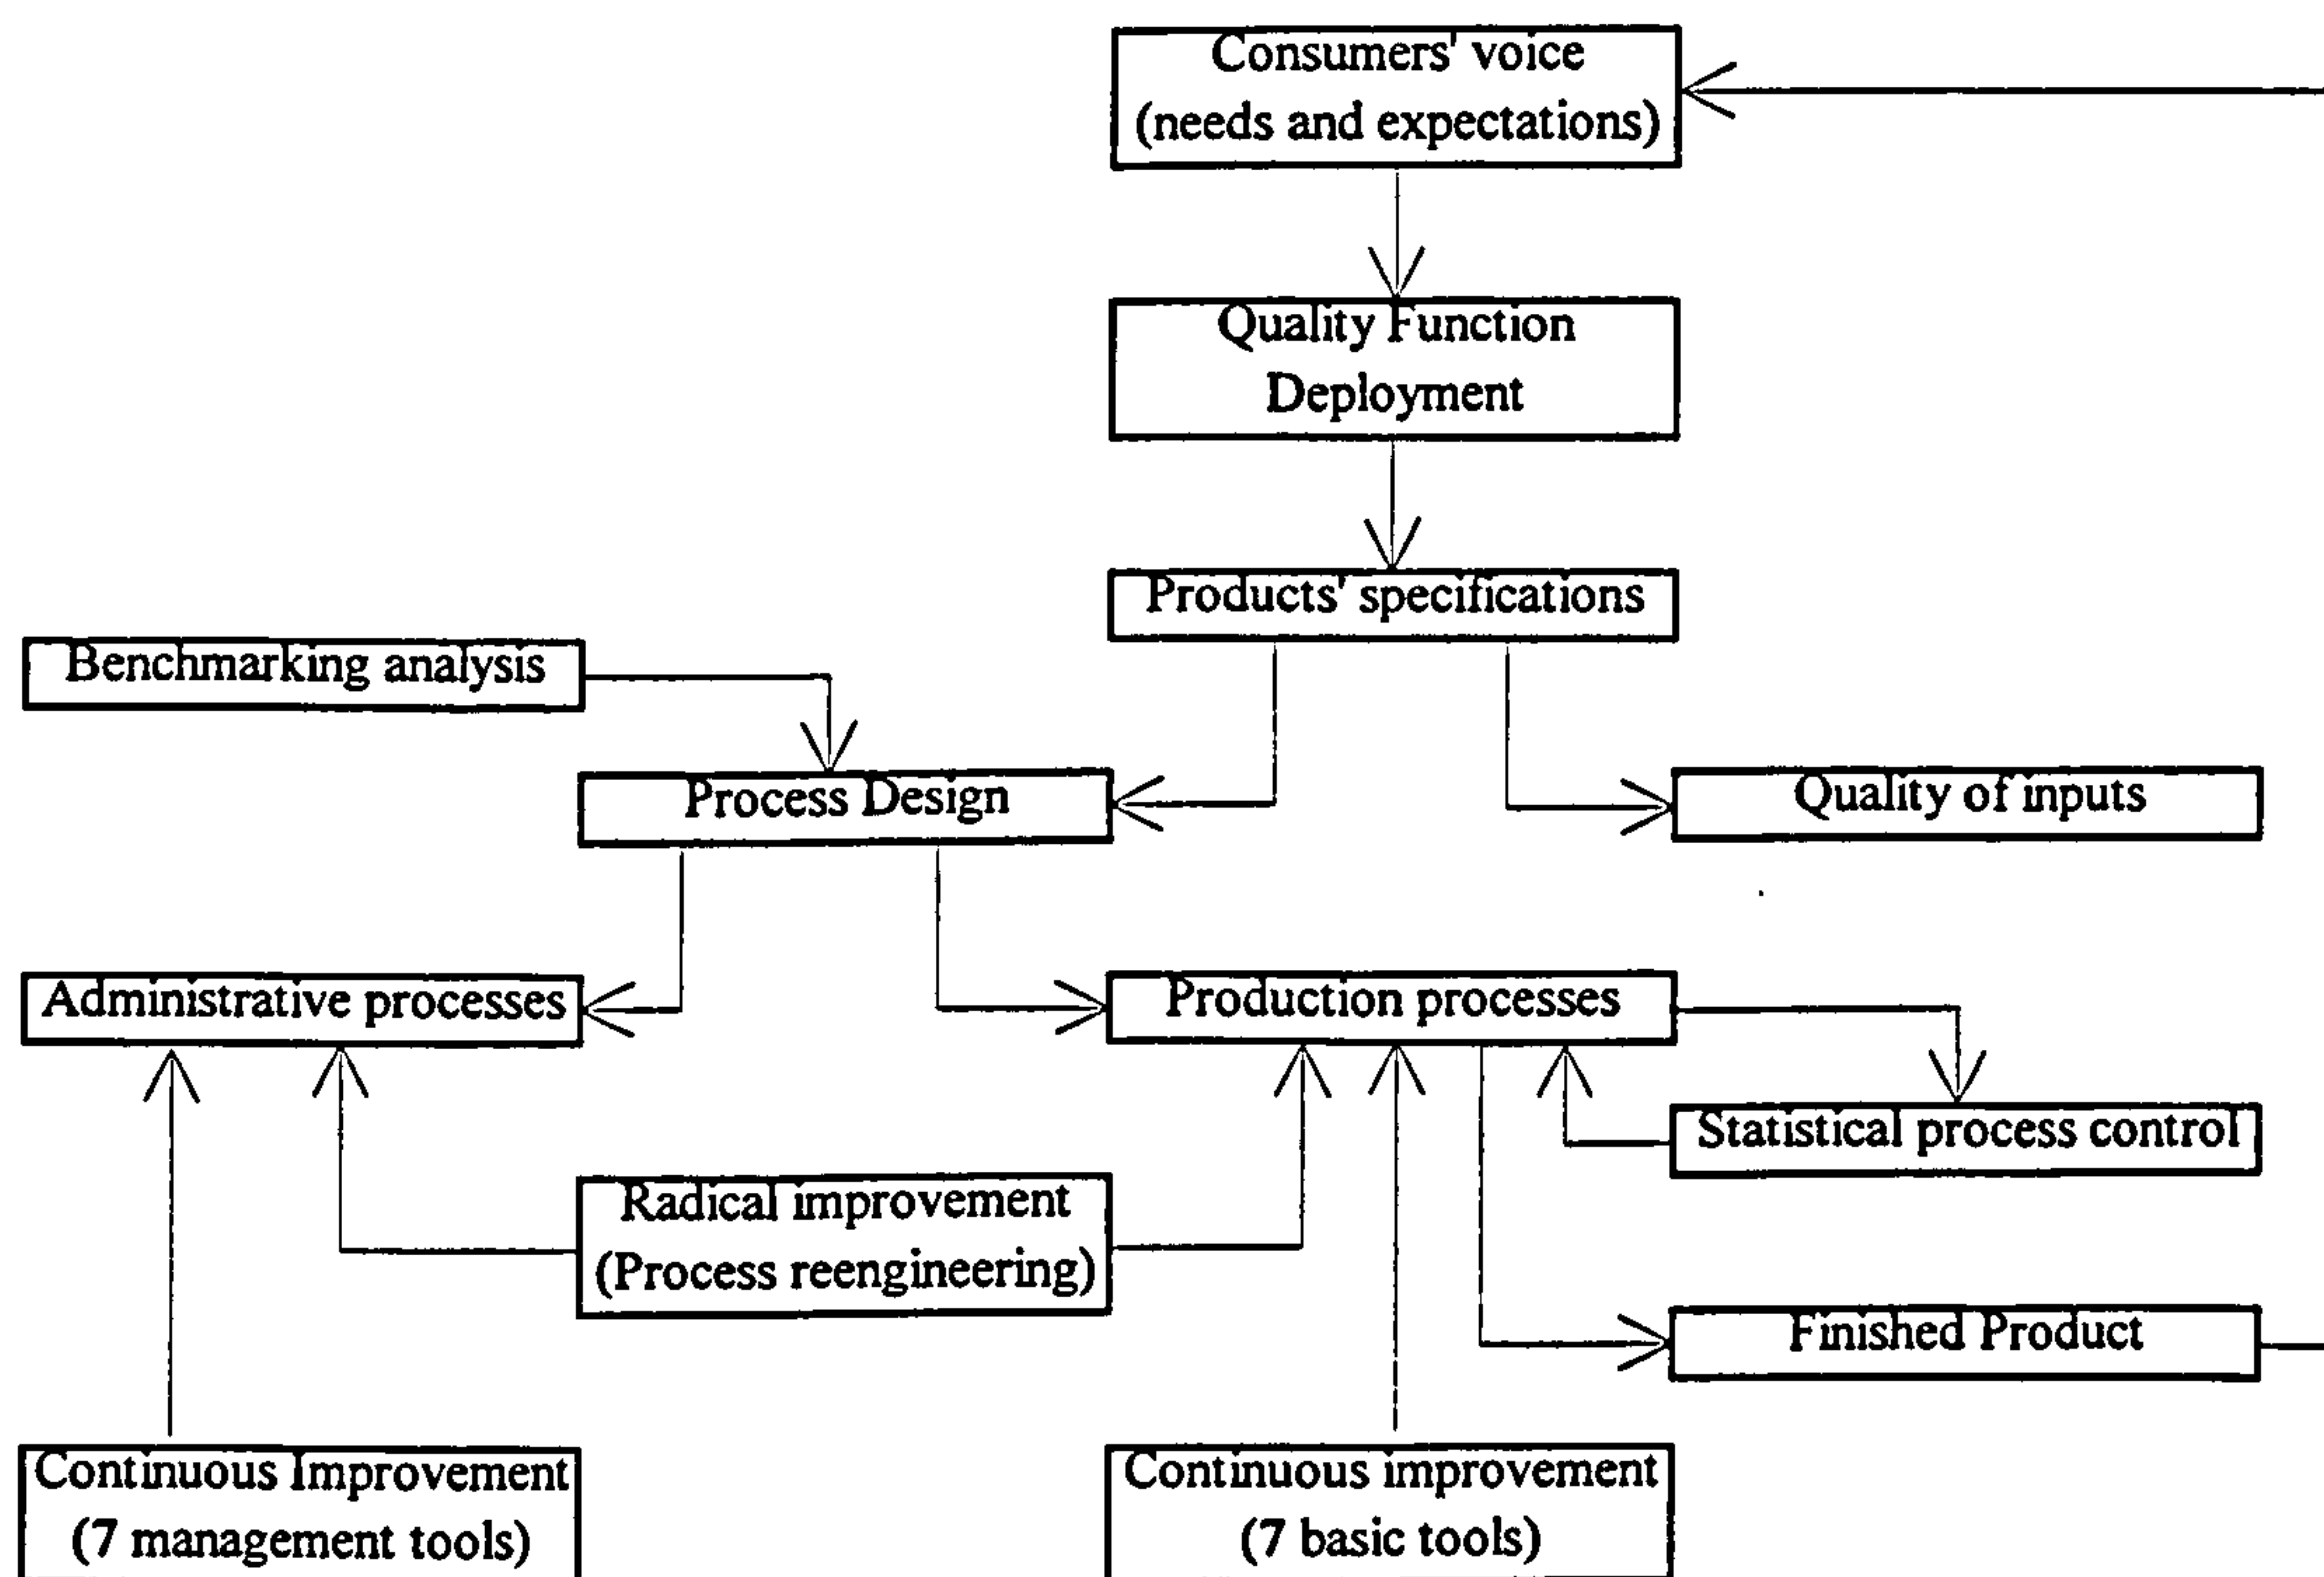 Consumers' voice
(needs and expectations)
Quality Function
Deployment
Products' specifications
Benchmarking analysis
Process Design
Quality of inputs
Administrative processes
Production processes
Statistical process control
Radical improvement
(Process reengineering)
Finished Product
Continuous Improvement
(7 management tools)
Continuous improvement
(7 basic tools)